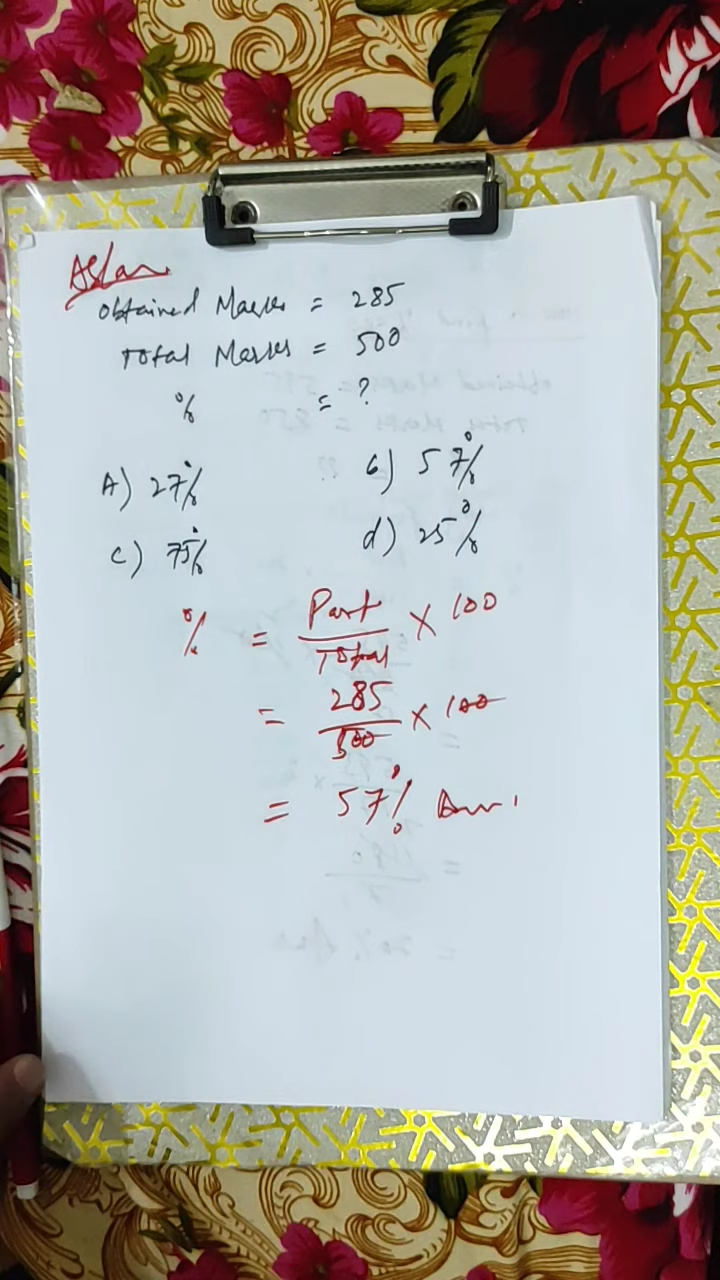 Aslam
obtained Marks = 285
Total Marks = 500
% = ?
A) 27% b) 57%
c) 75% d) 25%
% = Part / Total × 100
= 285 / 500 × 100
= 57% Ans.